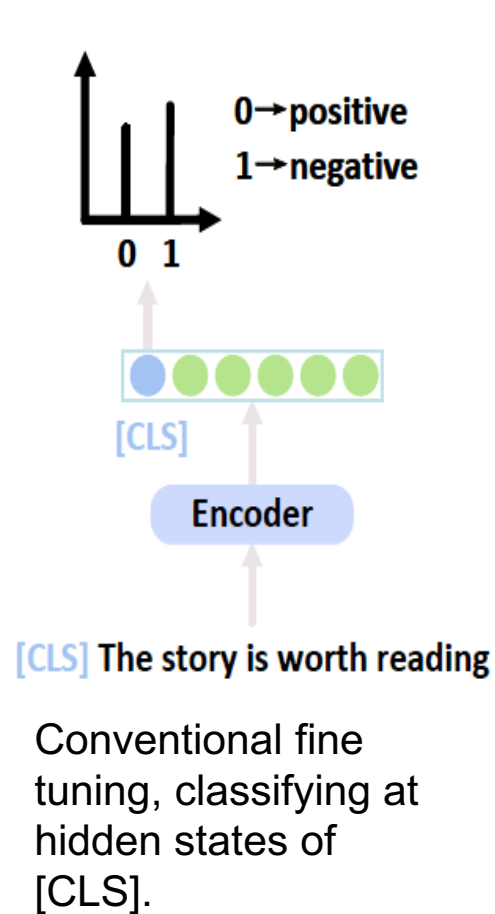 0→positive
1→negative
0 1
[CLS]
Encoder
[CLS] The story is worth reading
Conventional fine
tuning, classifying at
hidden states of
[CLS].